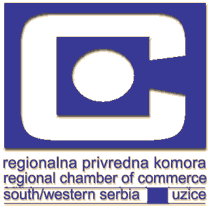 regionalna privredna komora
regional chamber of commerce
south/western serbia uzice